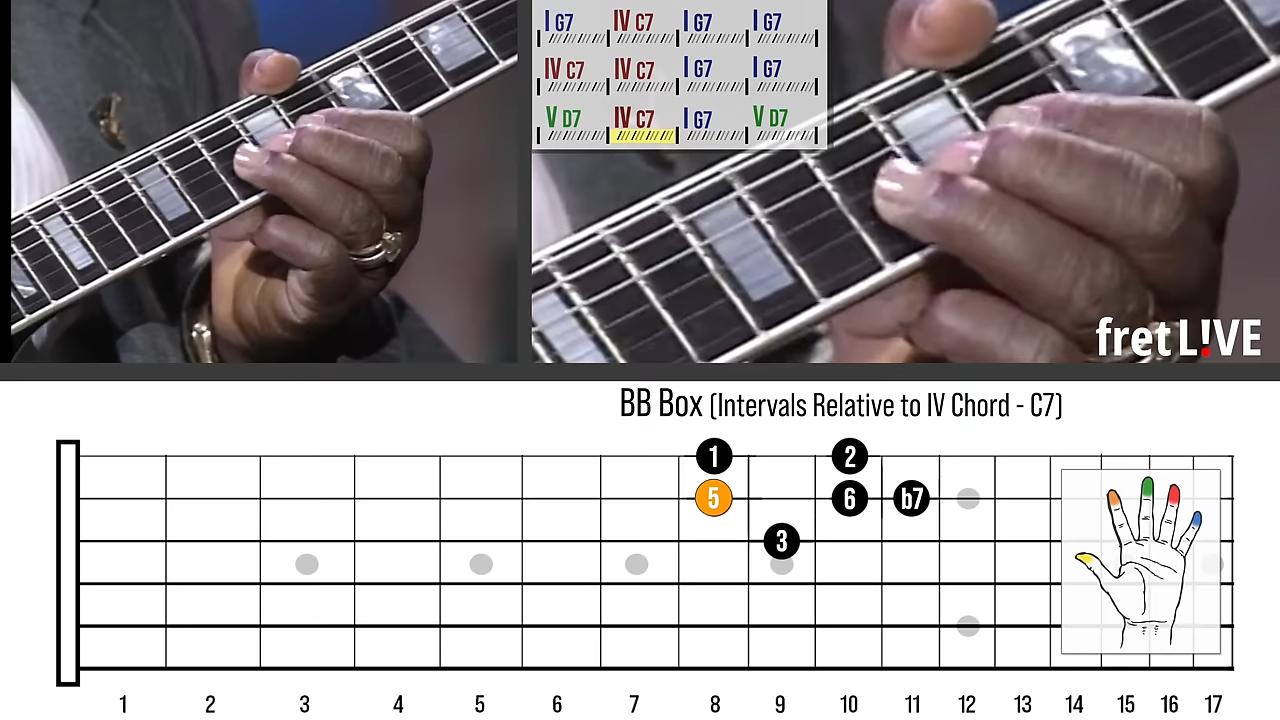 I G7 IV C7 I G7 I G7
IV C7 IV C7 I G7 I G7
V D7 IV C7 I G7 V D7
fret L!VE
BB Box (Intervals Relative to IV Chord - C7)
1 2
5 6 b7
3
1 2 3 4 5 6 7 8 9 10 11 12 13 14 15 16 17